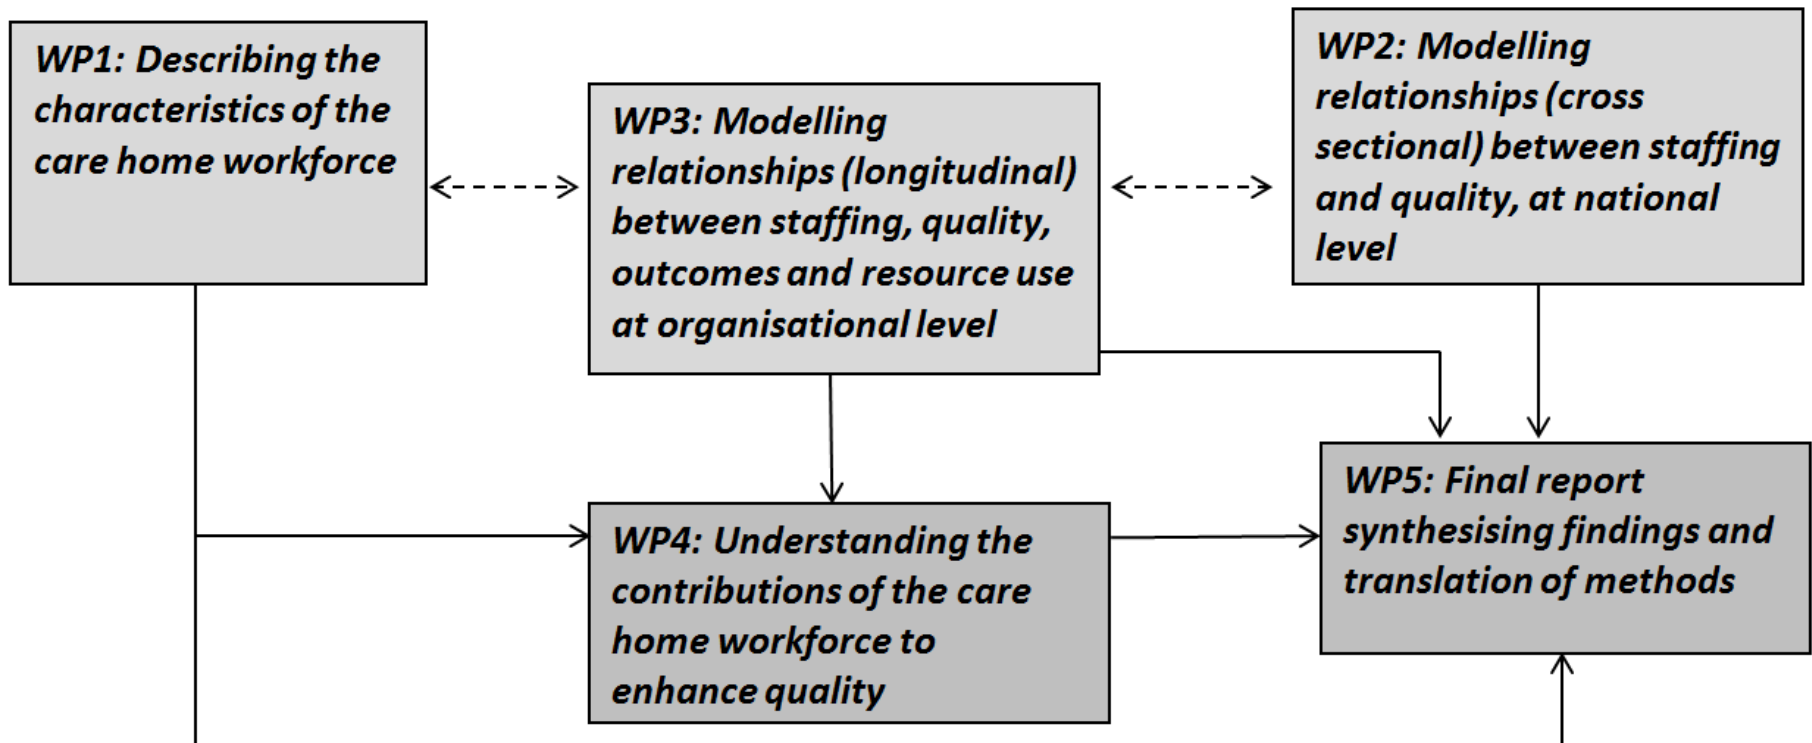 WP1: Describing the
characteristics of the
care home workforce
WP3: Modelling
relationships (longitudinal)
between staffing, quality,
outcomes and resource use
at organisational level
WP2: Modelling
relationships (cross
sectional) between staffing
and quality, at national
level
WP4: Understanding the
contributions of the care
home workforce to
enhance quality
WP5: Final report
synthesising findings and
translation of methods